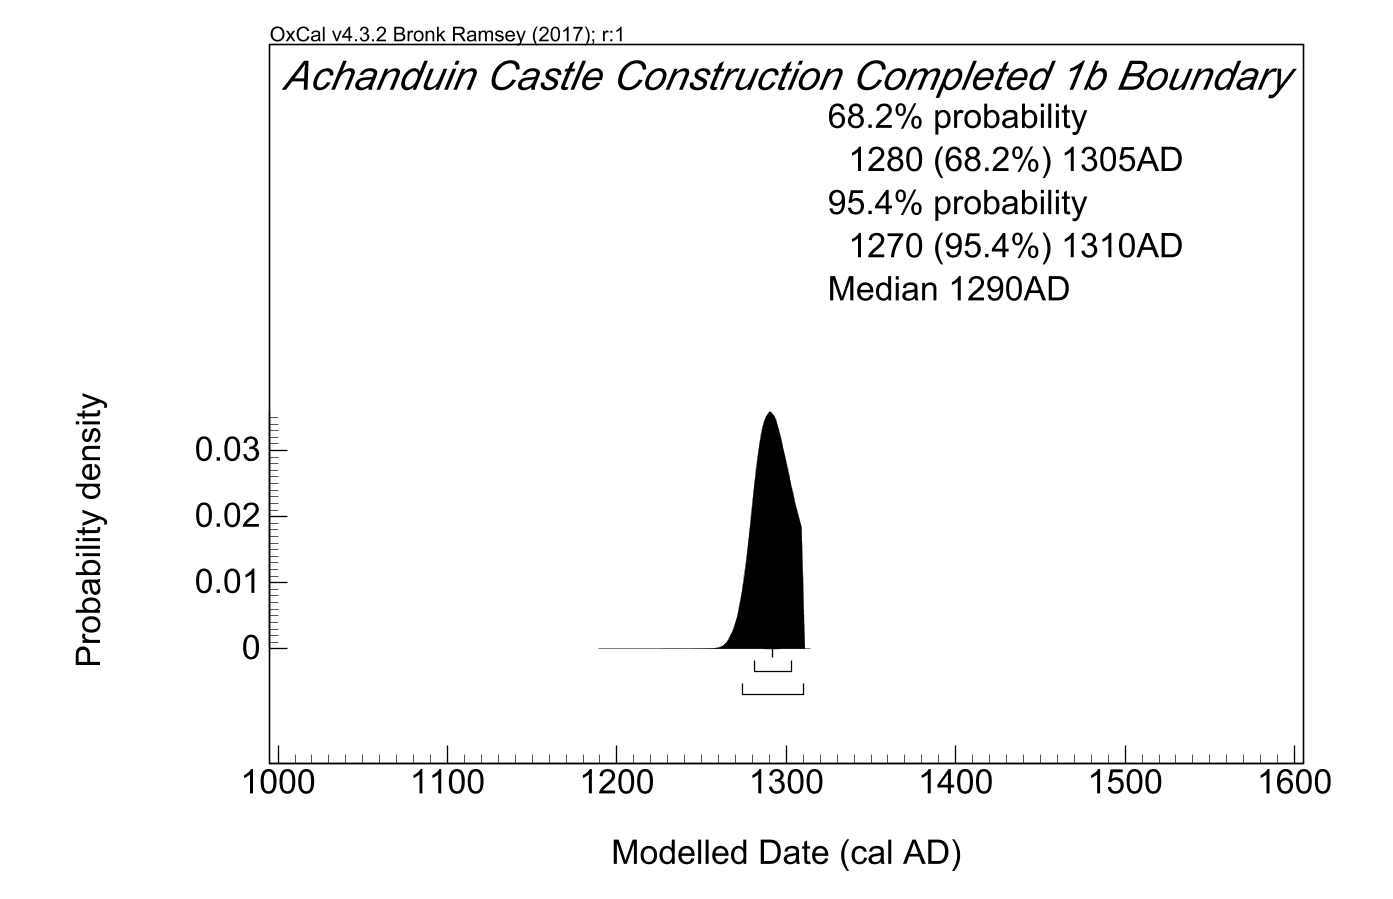 OxCal v4.3.2 Bronk Ramsey (2017); r:1
Achanduin Castle Construction Completed 1b Boundary
68.2% probability
1280 (68.2%) 1305AD
95.4% probability
1270 (95.4%) 1310AD
Median 1290AD
Probability density
0.03
0.02
0.01
0
1000 1100 1200 1300 1400 1500 1600
Modelled Date (cal AD)